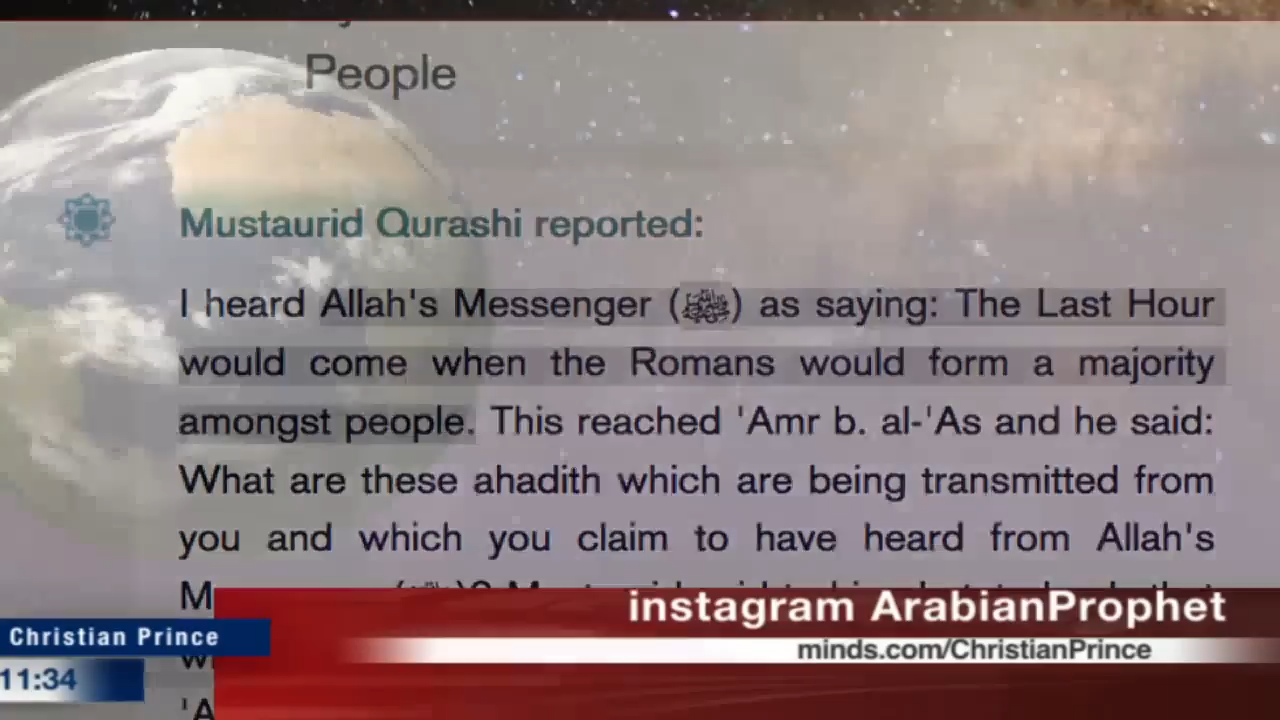 People
Mustaurid Qurashi reported:
I heard Allah's Messenger (ﷺ) as saying: The Last Hour
would come when the Romans would form a majority
amongst people. This reached 'Amr b. al-'As and he said:
What are these ahadith which are being transmitted from
you and which you claim to have heard from Allah's
instagram ArabianProphet
Christian Prince
minds.com/ChristianPrince
11:34